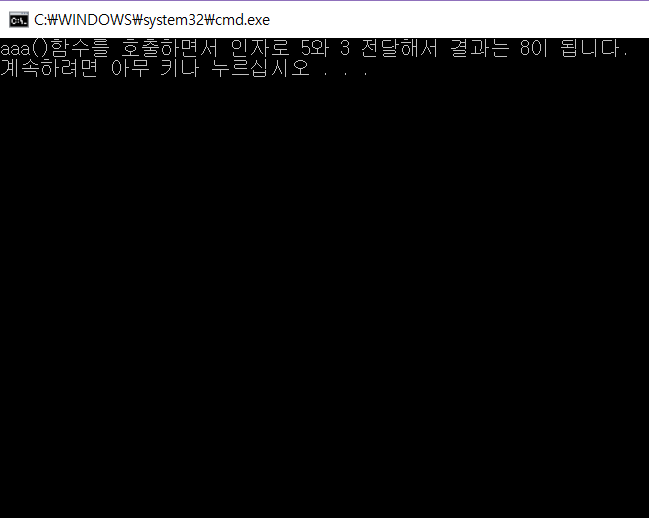 C:₩WINDOWS₩system32₩cmd.exe
aaa()함수를 호출하면서 인자로 5와 3 전달해서 결과는 8이 됩니다.
계속하려면 아무 키나 누르십시오 . . .